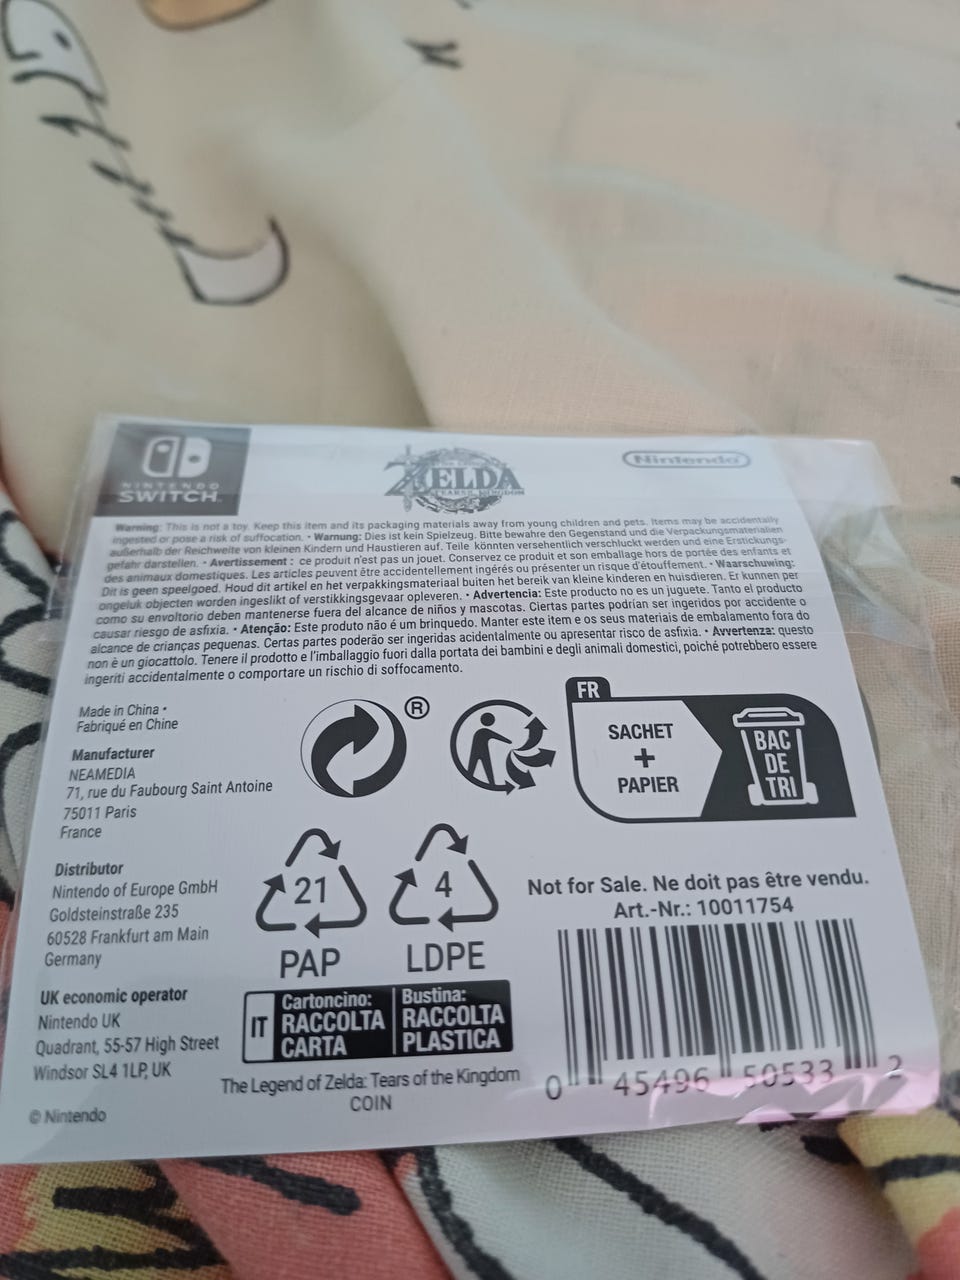 NINTENDO
SWITCH
ZELDA
TEARS OF THE KINGDOM
Nintendo
Warning: This is not a toy. Keep this item and its packaging materials away from young children and pets. Items may be accidentally
ingested or pose a risk of suffocation. • Warnung: Dies ist kein Spielzeug. Bitte bewahre den Gegenstand und die Verpackungsmaterialien
außerhalb der Reichweite von kleinen Kindern und Haustieren auf. Teile könnten versehentlich verschluckt werden und eine Erstickungs-
gefahr darstellen. • Avertissement : ce produit n'est pas un jouet. Conservez ce produit et son emballage hors de portée des enfants et
des animaux domestiques. Les articles peuvent être accidentellement ingérés ou présenter un risque d'étouffement. • Waarschuwing:
Dit is geen speelgoed. Houd dit artikel en het verpakkingsmateriaal buiten het bereik van kleine kinderen en huisdieren. Er kunnen per
ongeluk objecten worden ingeslikt of verstikkingsgevaar opleveren. • Advertencia: Este producto no es un juguete. Tanto el producto
como su envoltorio deben mantenerse fuera del alcance de niños y mascotas. Ciertas partes podrían ser ingeridos por accidente o
causar riesgo de asfixia. • Atenção: Este produto não é um brinquedo. Manter este item e os seus materiais de embalamento fora do
alcance de crianças pequenas. Certas partes poderão ser ingeridas acidentalmente ou apresentar risco de asfixia. • Avvertenza: questo
non è un giocattolo. Tenere il prodotto e l'imballaggio fuori dalla portata dei bambini e degli animali domestici, poiché potrebbero essere
ingeriti accidentalmente o comportare un rischio di soffocamento.
Made in China •
Fabriqué en Chine
Manufacturer
NEAMEDIA
71, rue du Faubourg Saint Antoine
75011 Paris
France
Distributor
Nintendo of Europe GmbH
Goldsteinstraße 235
60528 Frankfurt am Main
Germany
UK economic operator
Nintendo UK
Quadrant, 55-57 High Street
Windsor SL4 1LP, UK
© Nintendo
®
FR
SACHET
+
PAPIER
BAC
DE
TRI
21
PAP
4
LDPE
IT
Cartoncino:
RACCOLTA
CARTA
Bustina:
RACCOLTA
PLASTICA
The Legend of Zelda: Tears of the Kingdom
COIN
Not for Sale. Ne doit pas être vendu.
Art.-Nr.: 10011754
0 45496 50533 2